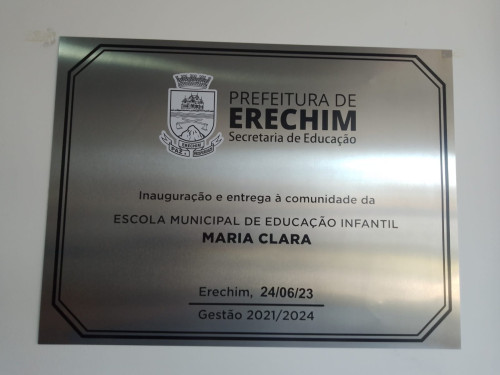 PREFEITURA DE
ERECHIM
Secretaria de Educação
ERECHIM
Inauguração e entrega à comunidade da
ESCOLA MUNICIPAL DE EDUCAÇÃO INFANTIL
MARIA CLARA
Erechim, 24/06/23
Gestão 2021/2024